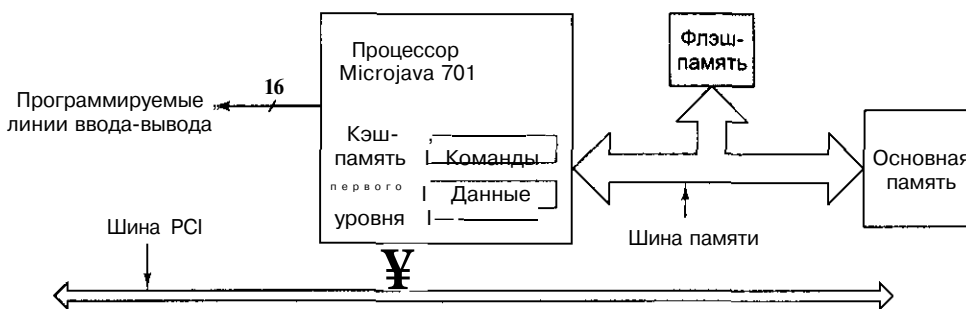 Процессор
Microjava 701
Флэш-
память
16
Программируемые
линии ввода-вывода
Кэш-
память
первого
уровня
Команды
Данные
Основная
память
Шина PCI
Шина памяти
¥